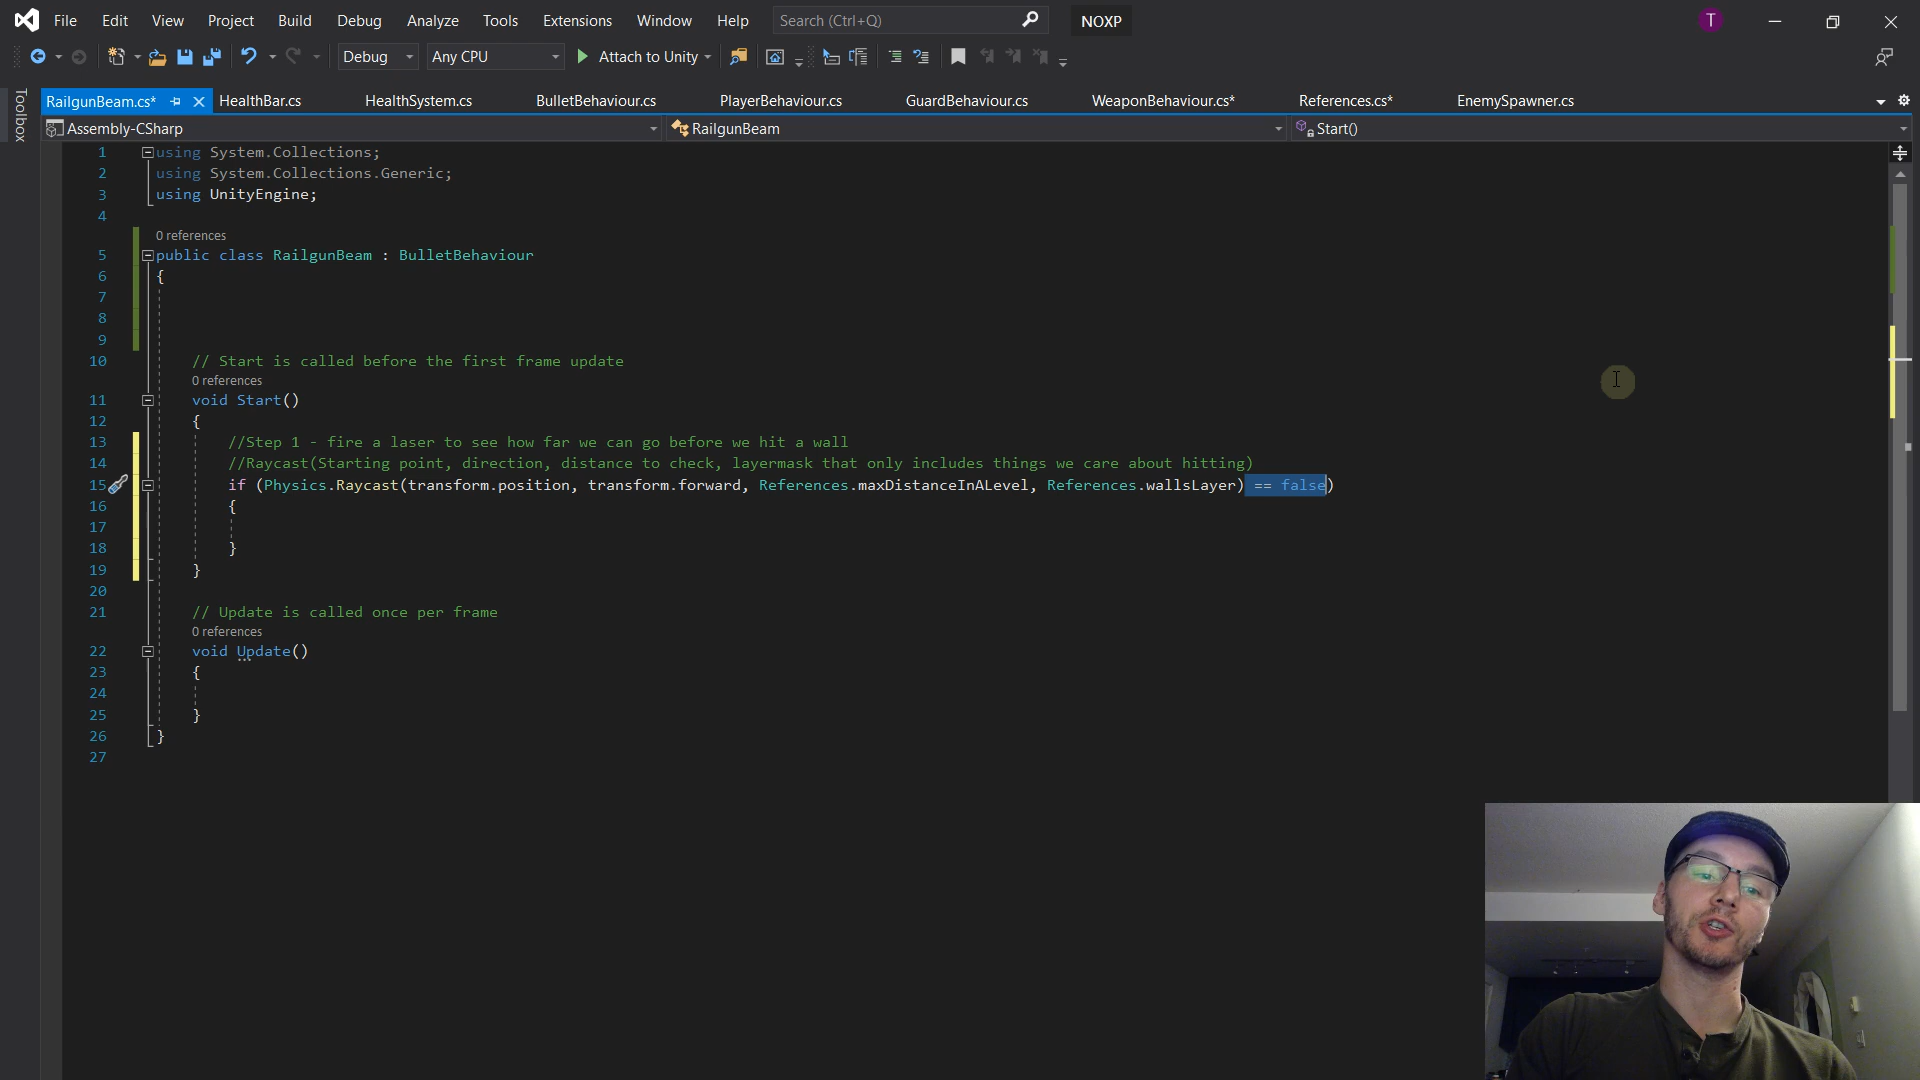 File Edit View Project Build Debug Analyze Tools Extensions Window Help Search (Ctrl+Q) NOXP T
Debug Any CPU Attach to Unity
Toolbox
RailgunBeam.cs* HealthBar.cs HealthSystem.cs BulletBehaviour.cs PlayerBehaviour.cs GuardBehaviour.cs WeaponBehaviour.cs* References.cs* EnemySpawner.cs
Assembly-CSharp RailgunBeam Start()
1 using System.Collections;
2 using System.Collections.Generic;
3 using UnityEngine;
4
0 references
5 public class RailgunBeam : BulletBehaviour
6 {
7
8
9
10 // Start is called before the first frame update
0 references
11 void Start()
12 {
13 //Step 1 - fire a laser to see how far we can go before we hit a wall
14 //Raycast(Starting point, direction, distance to check, layermask that only includes things we care about hitting)
15 if (Physics.Raycast(transform.position, transform.forward, References.maxDistanceInALevel, References.wallsLayer) == false)
16 {
17
18 }
19 }
20
21 // Update is called once per frame
0 references
22 void Update()
23 {
24
25 }
26 }
27